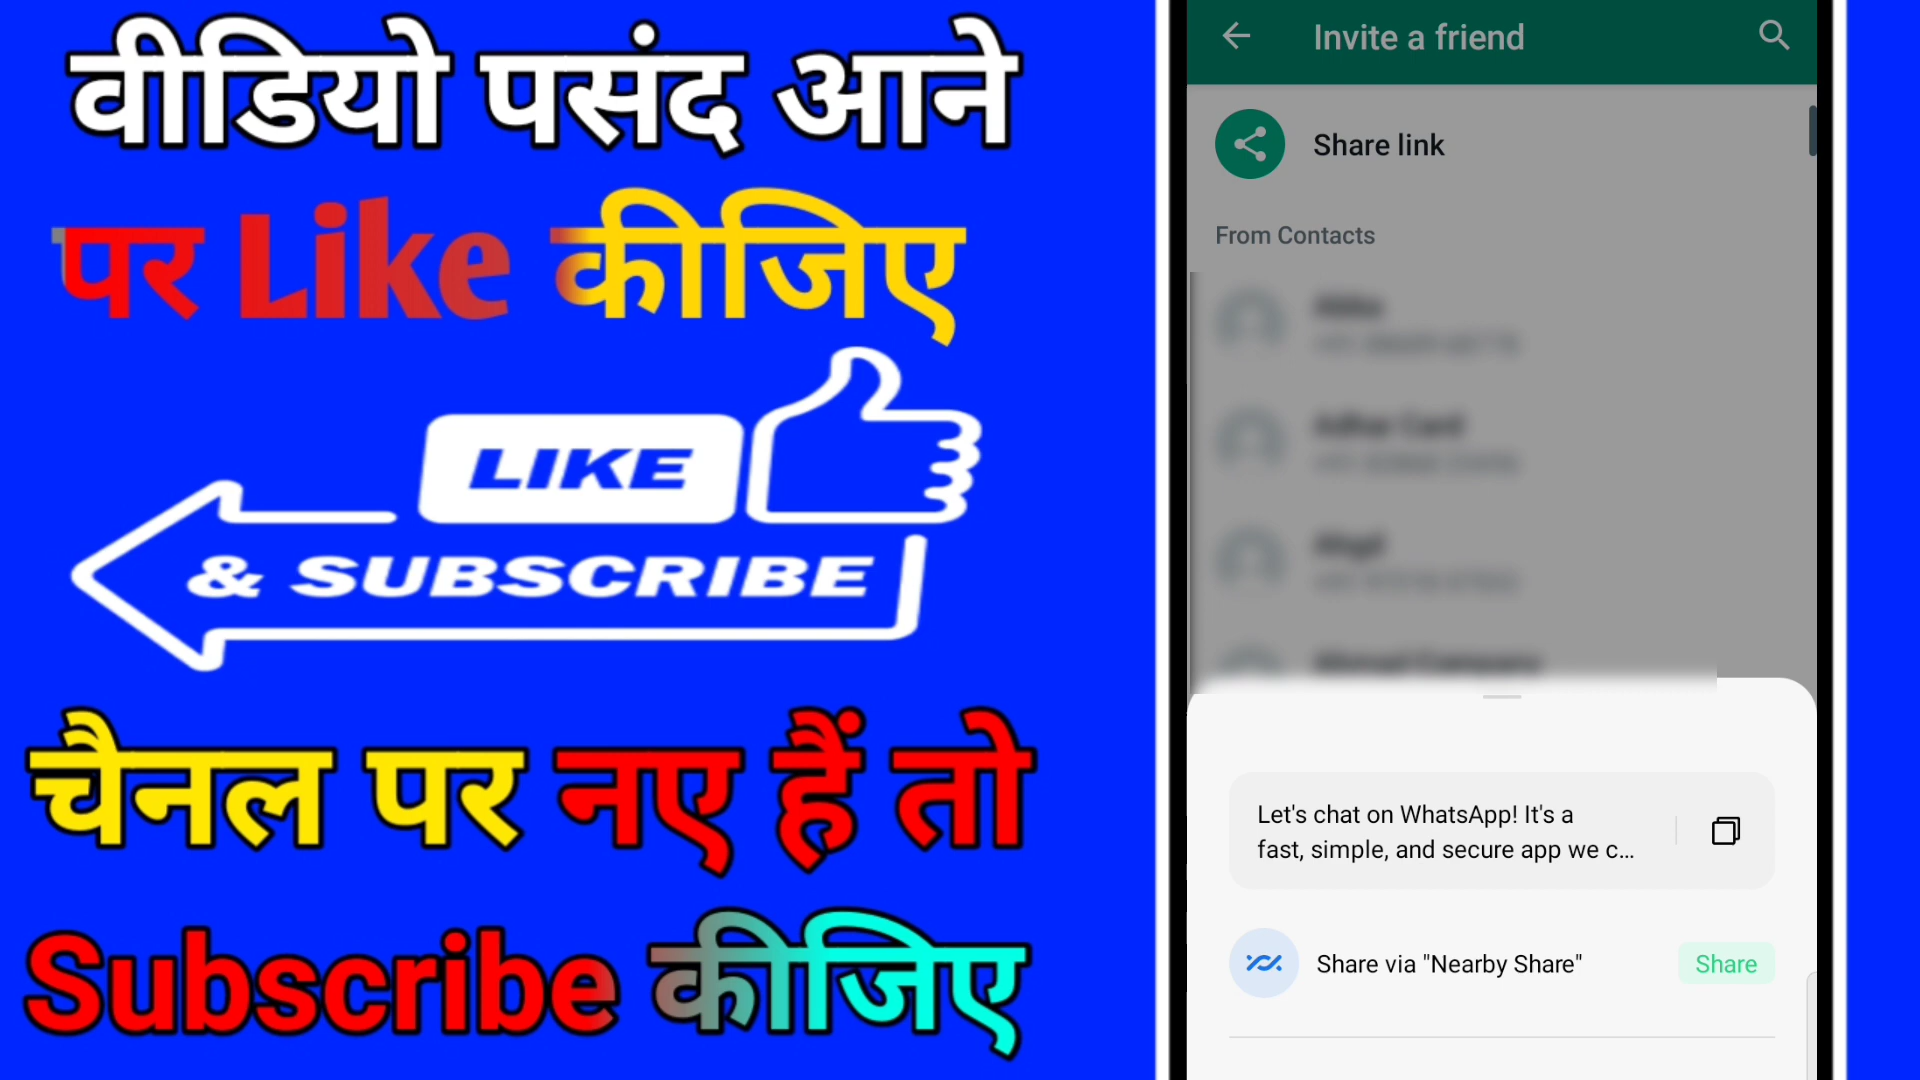 वीडियो पसंद आने
पर Like कीजिए
LIKE
& SUBSCRIBE
चैनल पर नए हैं तो
Subscribe कीजिए
Invite a friend
Share link
From Contacts
Let's chat on WhatsApp! It's a
fast, simple, and secure app we c...
Share via "Nearby Share"
Share